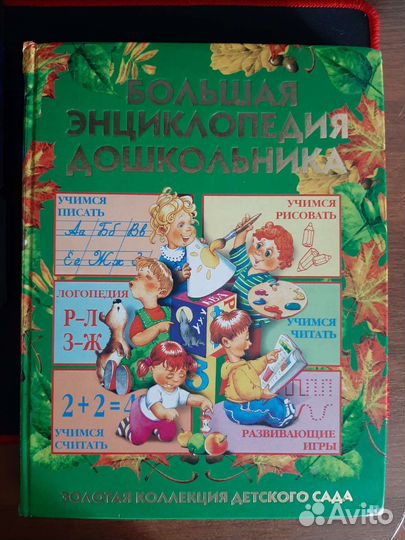 БОЛЬШАЯ
ЭНЦИКЛОПЕДИЯ
ДОШКОЛЬНИКА
УЧИМСЯ
ПИСАТЬ
Аа Бб Вв
Ее Жж З
УЧИМСЯ
РИСОВАТЬ
ЛОГОПЕДИЯ
Р-Л
З-Ж
УЧИМСЯ
ЧИТАТЬ
2+2=4
УЧИМСЯ
СЧИТАТЬ
РАЗВИВАЮЩИЕ
ИГРЫ
ЗОЛОТАЯ КОЛЛЕКЦИЯ ДЕТСКОГО САДА
Avito